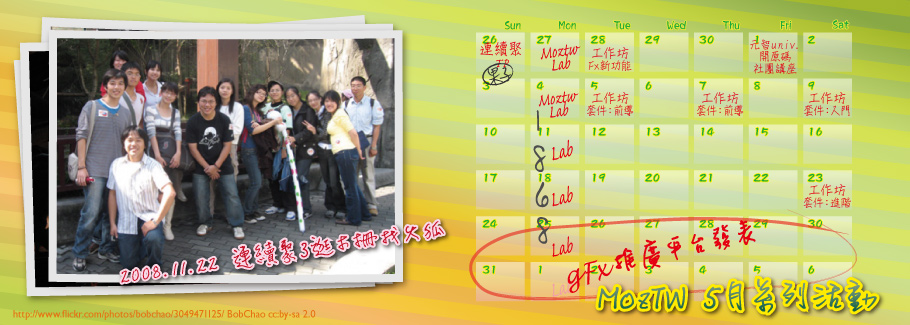 2008.11.22 連續聚3逛木柵找火狐
http://www.flickr.com/photos/bobchao/3049471125/ BobChao cc:by-sa 2.0
Sun Mon Tue Wed Thu Fri Sat
26 27 28 29 30 1 2
連續聚
Moztw
Lab
工作坊
Fx新功能
元智univ.
開原碼
社團講座
3 4 5 6 7 8 9
Moztw
Lab
工作坊
套件:前導
工作坊
套件:前導
工作坊
套件:入門
10 11 12 13 14 15 16
Lab
17 18 19 20 21 22 23
Lab
工作坊
套件:進階
24 25 26 27 28 29 30
Lab
31 1 2 3 4 5 6
1
8
6
8
gFx推廣平台發表
MozTW 5月系列活動